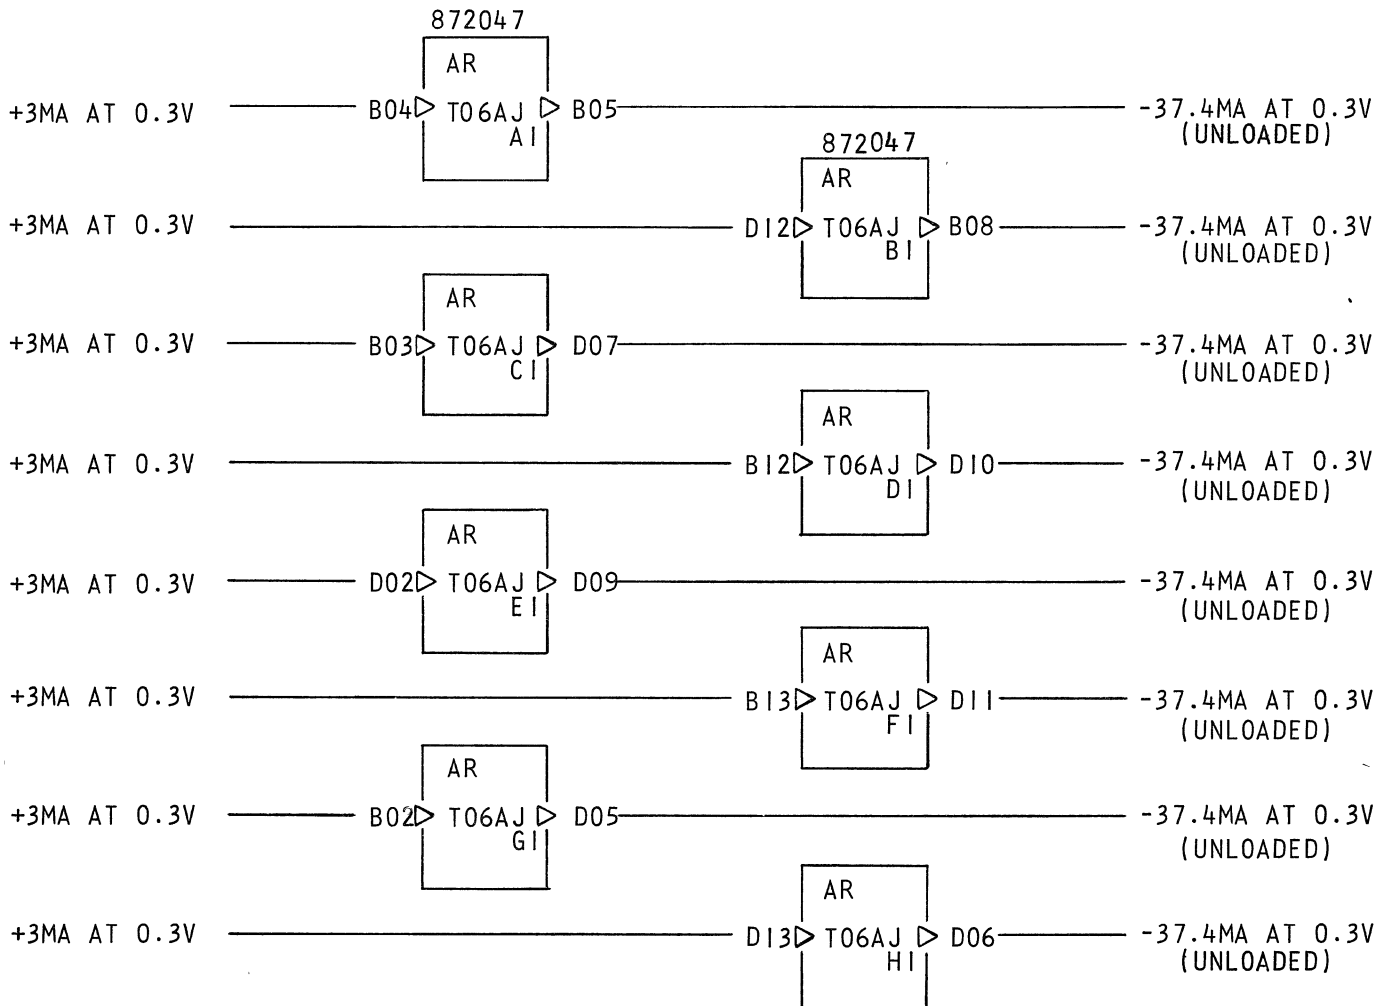 872047
AR
+3MA AT 0.3V B04 T06AJ B05 -37.4MA AT 0.3V
A1 (UNLOADED)
872047
AR
+3MA AT 0.3V D12 T06AJ B08 -37.4MA AT 0.3V
B1 (UNLOADED)
AR
+3MA AT 0.3V B03 T06AJ D07 -37.4MA AT 0.3V
C1 (UNLOADED)
AR
+3MA AT 0.3V B12 T06AJ D10 -37.4MA AT 0.3V
D1 (UNLOADED)
AR
+3MA AT 0.3V D02 T06AJ D09 -37.4MA AT 0.3V
E1 (UNLOADED)
AR
+3MA AT 0.3V B13 T06AJ D11 -37.4MA AT 0.3V
F1 (UNLOADED)
AR
+3MA AT 0.3V B02 T06AJ D05 -37.4MA AT 0.3V
G1 (UNLOADED)
AR
+3MA AT 0.3V D13 T06AJ D06 -37.4MA AT 0.3V
H1 (UNLOADED)